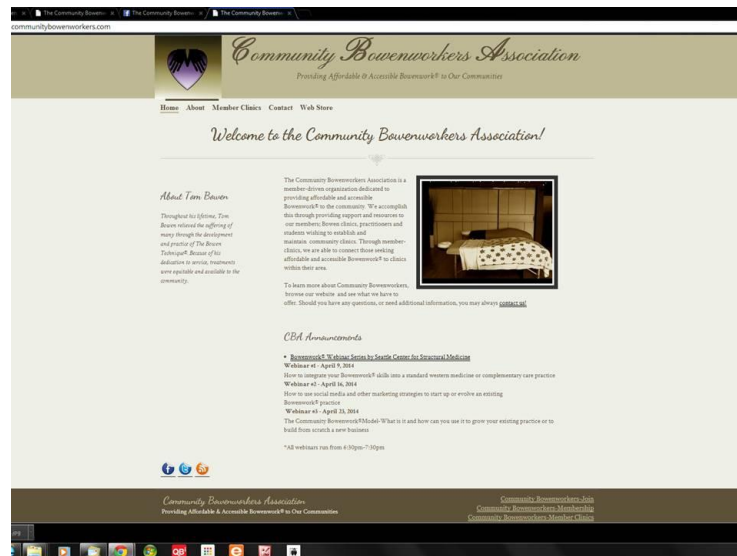 The Community Bowen
The Community Bowen
The Community Bowen
communitybowenworkers.com
Community Bowenworkers Association
Providing Affordable & Accessible Bowenwork® to Our Communities
Home About Member Clinics Contact Web Store
Welcome to the Community Bowenworkers Association!
About Tom Bowen
Throughout his lifetime, Tom
Bowen relieved the suffering of
many through the development
and practice of The Bowen
Technique®. Because of his
dedication to service, treatments
were equitable and available to the
community.
The Community Bowenworkers Association is a
member-driven organization dedicated to
providing affordable and accessible
Bowenwork® to the community. We accomplish
this through providing support and resources to
our members; Bowen clinics, practitioners and
students wishing to establish and
maintain community clinics. Through member-
clinics, we are able to connect those seeking
affordable and accessible Bowenwork® to clinics
within their area.
To learn more about Community Bowenworkers,
browse our website and see what we have to
offer. Should you have any questions, or need additional information, you may always contact us!
CBA Announcements
Bowenwork® Webinar Series by Seattle Center for Structural Medicine
Webinar #1 - April 9, 2014
How to integrate your Bowenwork® skills into a standard western medicine or complementary care practice
Webinar #2 - April 16, 2014
How to use social media and other marketing strategies to start up or evolve an existing
Bowenwork® practice
Webinar #3 - April 23, 2014
The Community Bowenwork®Model-What is it and how can you use it to grow your existing practice or to
build from scratch a new business
*All webinars run from 6:30pm-7:30pm
Community Bowenworkers Association
Providing Affordable & Accessible Bowenwork® to Our Communities
Community Bowenworkers-Join
Community Bowenworkers-Membership
Community Bowenworkers-Member Clinics
QB